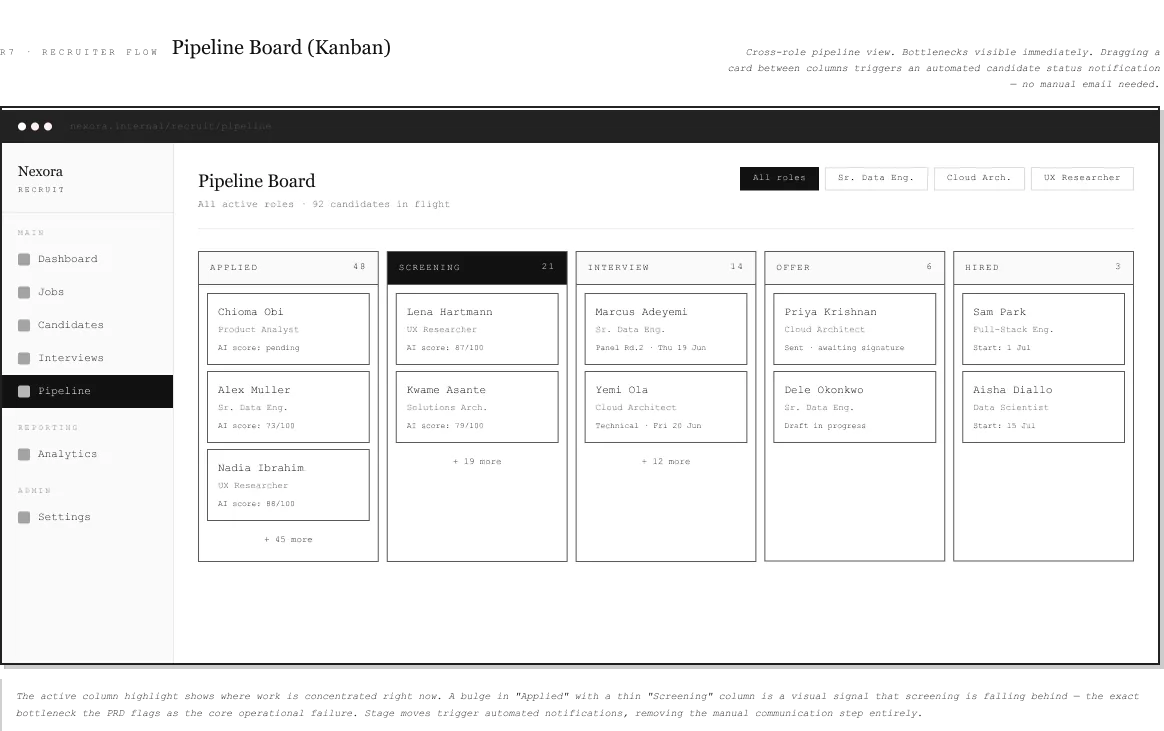 R7 · RECRUITER FLOW Pipeline Board (Kanban)
Cross-role pipeline view. Bottlenecks visible immediately. Dragging a
card between columns triggers an automated candidate status notification
— no manual email needed.
nexora.internal/recruit/pipeline
Nexora
RECRUIT
MAIN
Dashboard
Jobs
Candidates
Interviews
Pipeline
REPORTING
Analytics
ADMIN
Settings
Pipeline Board
All active roles · 92 candidates in flight
All roles
Sr. Data Eng.
Cloud Arch.
UX Researcher
APPLIED 48
Chioma Obi
Product Analyst
AI score: pending
Alex Muller
Sr. Data Eng.
AI score: 73/100
Nadia Ibrahim
UX Researcher
AI score: 88/100
+ 45 more
SCREENING 21
Lena Hartmann
UX Researcher
AI score: 87/100
Kwame Asante
Solutions Arch.
AI score: 79/100
+ 19 more
INTERVIEW 14
Marcus Adeyemi
Sr. Data Eng.
Panel Rd.2 · Thu 19 Jun
Yemi Ola
Cloud Architect
Technical · Fri 20 Jun
+ 12 more
OFFER 6
Priya Krishnan
Cloud Architect
Sent · awaiting signature
Dele Okonkwo
Sr. Data Eng.
Draft in progress
HIRED 3
Sam Park
Full-Stack Eng.
Start: 1 Jul
Aisha Diallo
Data Scientist
Start: 15 Jul
The active column highlight shows where work is concentrated right now. A bulge in "Applied" with a thin "Screening" column is a visual signal that screening is falling behind — the exact
bottleneck the PRD flags as the core operational failure. Stage moves trigger automated notifications, removing the manual communication step entirely.